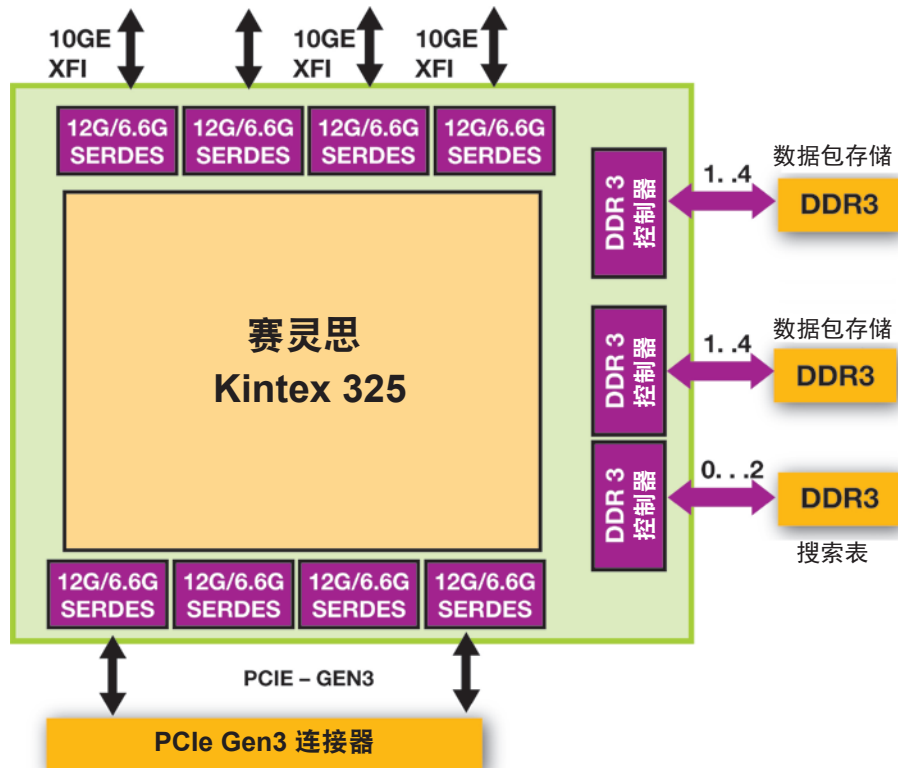 10GE
XFI
10GE
XFI
10GE
XFI
12G/6.6G
SERDES
12G/6.6G
SERDES
12G/6.6G
SERDES
12G/6.6G
SERDES
DDR 3
控制器
1. .4
数据包存储
DDR3
赛灵思
Kintex 325
DDR 3
控制器
1. .4
数据包存储
DDR3
DDR 3
控制器
0. . .2
DDR3
搜索表
12G/6.6G
SERDES
12G/6.6G
SERDES
12G/6.6G
SERDES
12G/6.6G
SERDES
PCIE – GEN3
PCIe Gen3 连接器